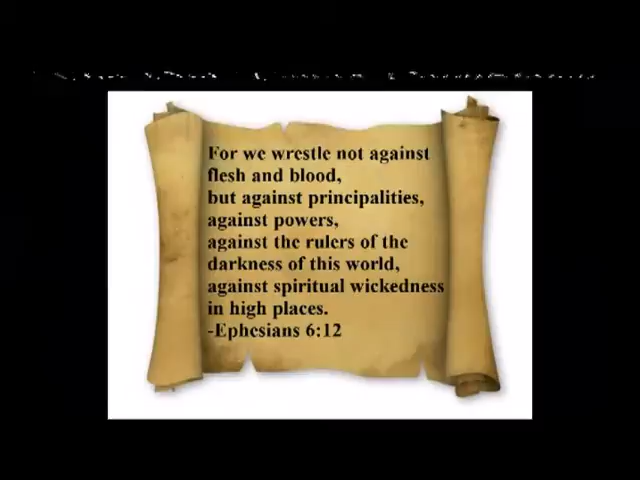 For we wrestle not against
flesh and blood,
but against principalities,
against powers,
against the rulers of the
darkness of this world,
against spiritual wickedness
in high places.
-Ephesians 6:12